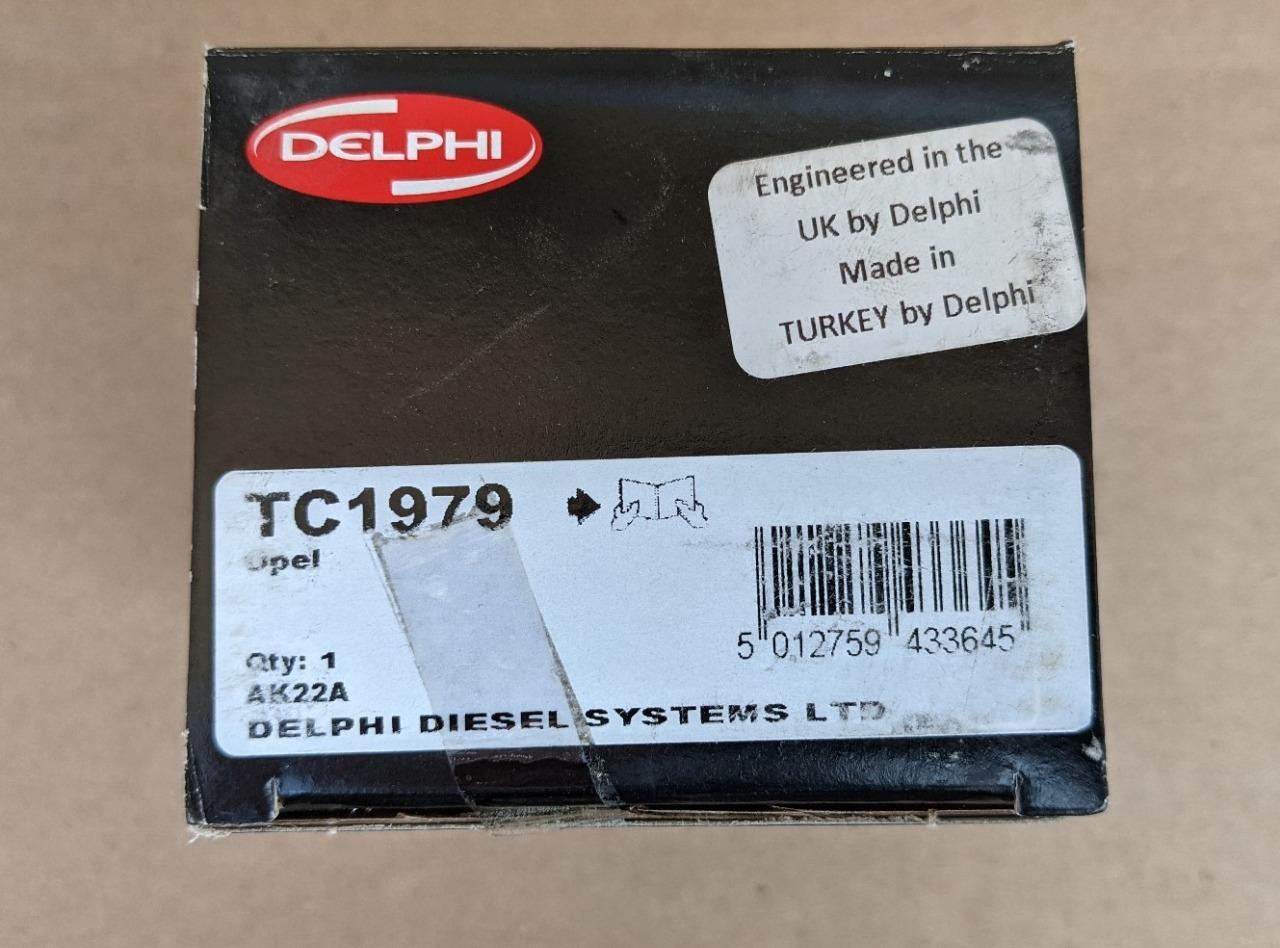 DELPHI
Engineered in the
UK by Delphi
Made in
TURKEY by Delphi
TC1979
Opel
5 012759 433645
Qty: 1
AK22A
DELPHI DIESEL SYSTEMS LTD